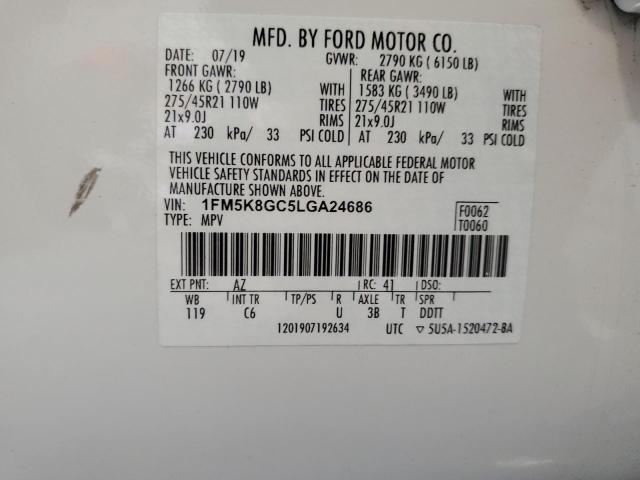 MFD. BY FORD MOTOR CO.
DATE: 07/19 GVWR: 2790 KG ( 6150 LB)
FRONT GAWR: REAR GAWR:
1266 KG ( 2790 LB) WITH 1583 KG ( 3490 LB) WITH
275/45R21 110W TIRES 275/45R21 110W TIRES
21x9.0J RIMS 21x9.0J RIMS
AT 230 kPa/ 33 PSI COLD AT 230 kPa/ 33 PSI COLD
THIS VEHICLE CONFORMS TO ALL APPLICABLE FEDERAL MOTOR
VEHICLE SAFETY STANDARDS IN EFFECT ON THE DATE OF
MANUFACTURE SHOWN ABOVE.
VIN: 1FM5K8GC5LGA24686 F0062
TYPE: MPV T0060
EXT PNT: AZ RC: 41 DSO:
WB INT TR TP/PS R AXLE TR SPR
119 C6 U 3B T DDTT
1201907192634 UTC ▽ 5U5A-1520472-BA